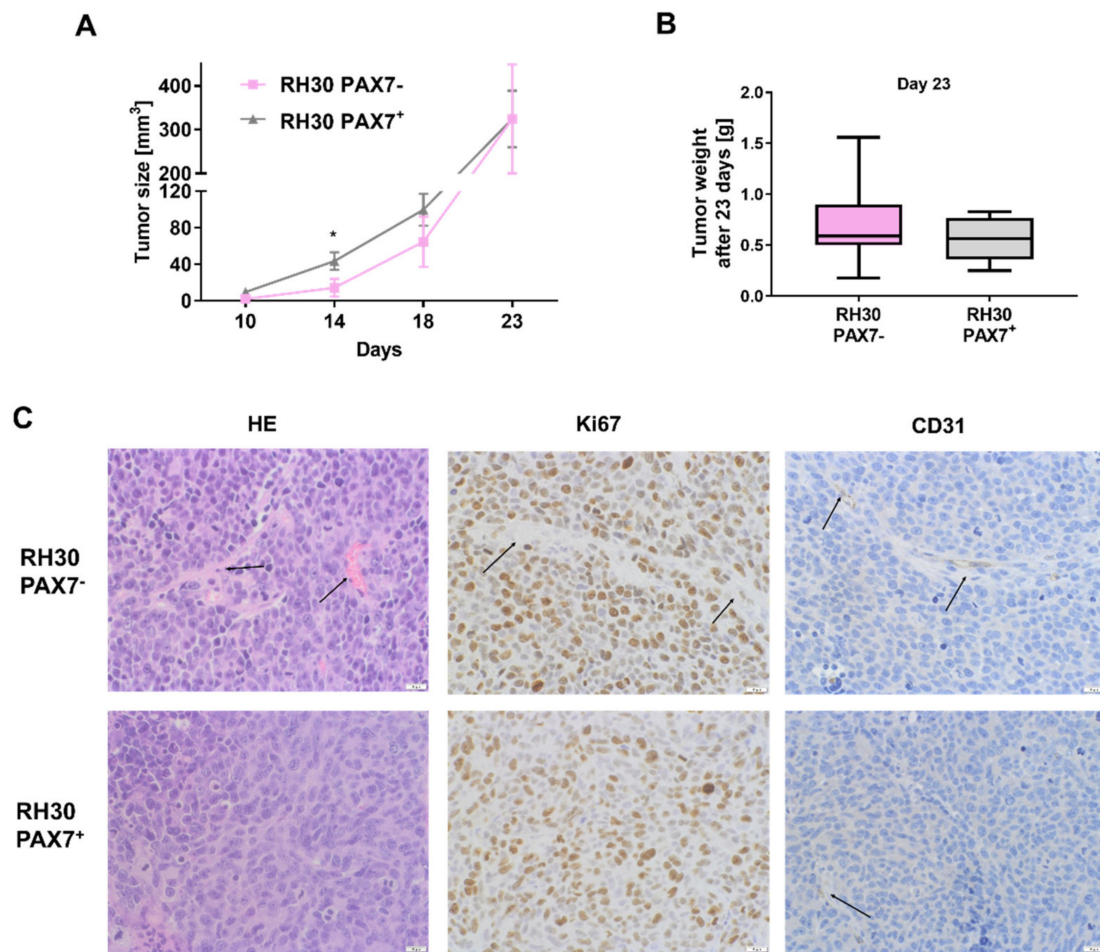 A
Tumor size [mm³]
400
300
200
120
80
40
0
RH30 PAX7-
RH30 PAX7⁺
*
10 14 18 23
Days
B
Day 23
Tumor weight
after 23 days [g]
2.0
1.5
1.0
0.5
0.0
RH30
PAX7-
RH30
PAX7⁺
C
HE
Ki67
CD31
RH30
PAX7⁻
RH30
PAX7⁺